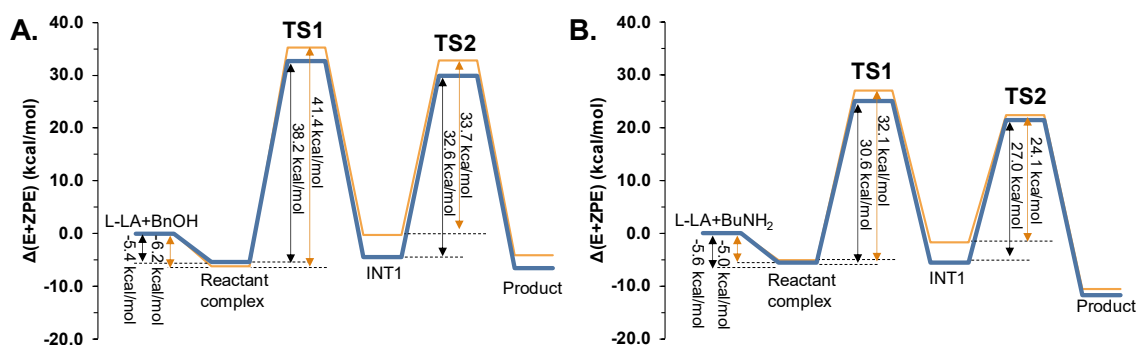 A.
Δ(E+ZPE) (kcal/mol)
40.0
30.0
20.0
10.0
0.0
-10.0
-20.0
TS1
TS2
L-LA+BnOH
-5.4 kcal/mol
-6.2 kcal/mol
Reactant
complex
38.2 kcal/mol
41.4 kcal/mol
INT1
32.6 kcal/mol
33.7 kca/mol
Product
B.
Δ(E+ZPE) (kcal/mol)
40.0
30.0
20.0
10.0
0.0
-10.0
-20.0
TS1
TS2
L-LA+BuNH₂
-5.6 kcal/mol
-5.0 kcal/mol
Reactant
complex
30.6 kcal/mol
32.1 kca/mol
INT1
27.0 kca/mol
24.1 kca/mol
Product